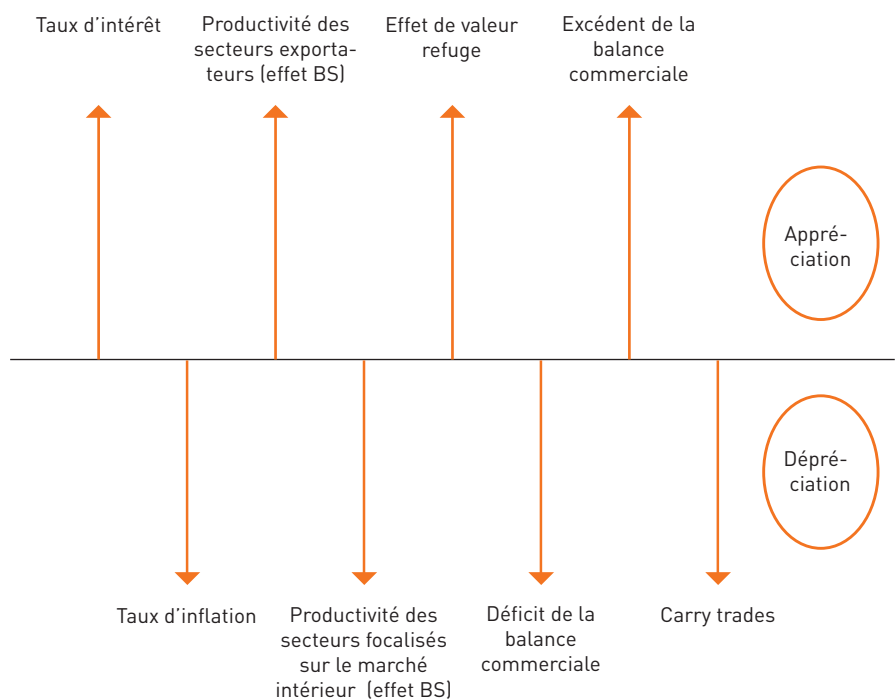 Taux d’intérêt
Productivité des
secteurs exporta-
teurs (effet BS)
Effet de valeur
refuge
Excédent de la
balance
commerciale
Appré-
ciation
Dépré-
ciation
Taux d’inflation
Productivité des
secteurs focalisés
sur le marché
intérieur (effet BS)
Déficit de la
balance
commerciale
Carry trades